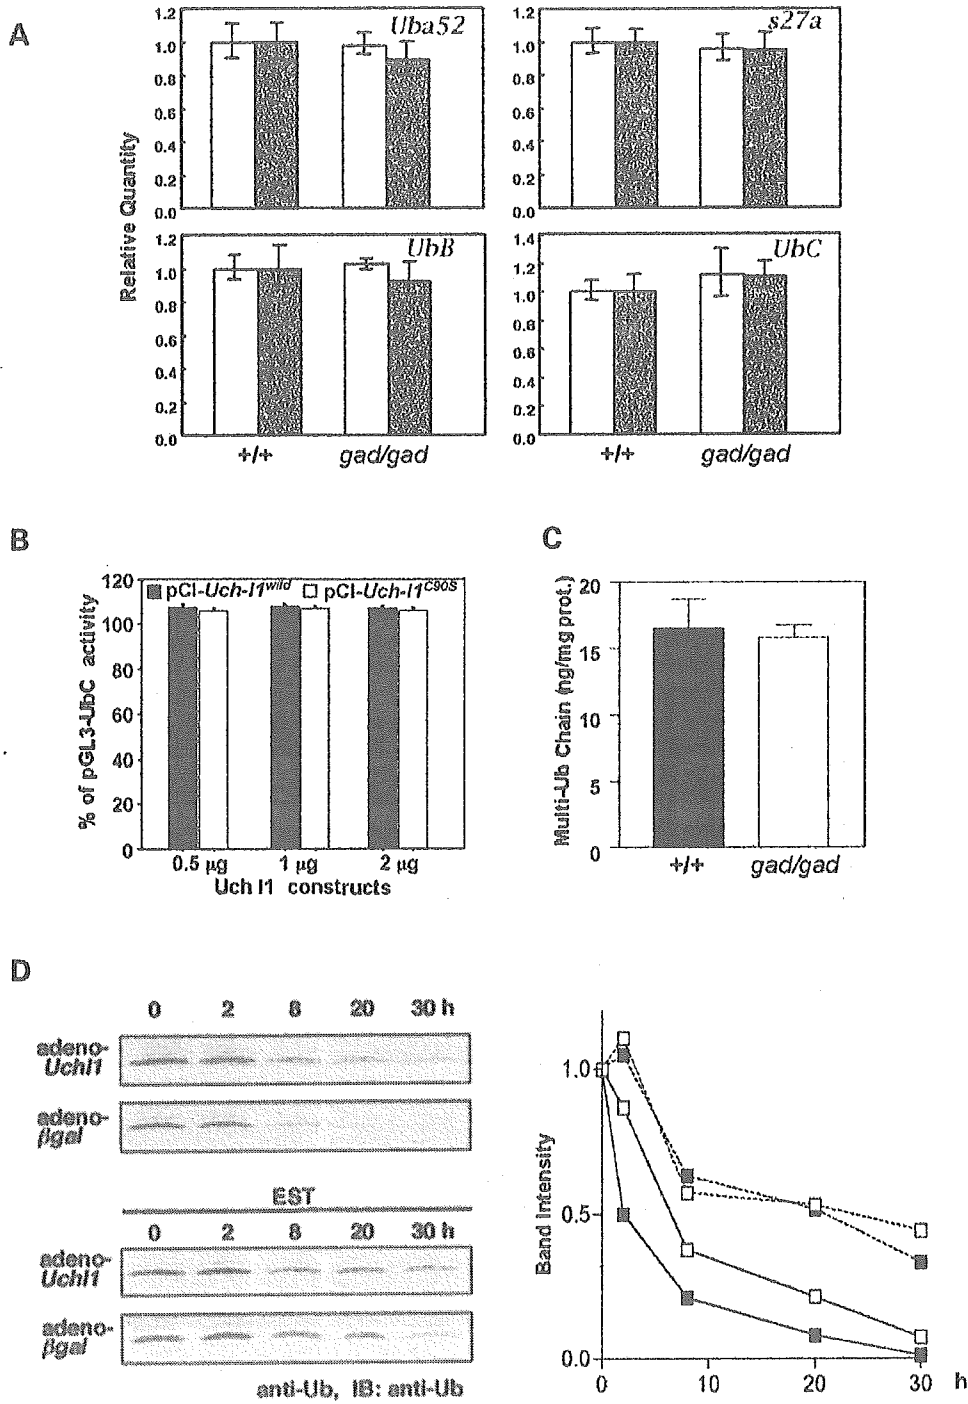 A
Uba52
s27a
1.2
1.0
0.8
0.6
0.4
0.2
0.0
1.2
1.0
0.8
0.6
0.4
0.2
0.0
Relative Quantity
UbB
UbC
1.2
1.0
0.8
0.6
0.4
0.2
0.0
1.4
1.2
1.0
0.8
0.6
0.4
0.2
0.0
+/+ gad/gad
+/+ gad/gad
B
% of pGL3-UbC activity
120
100
80
60
40
20
0
pCI-Uch-l1wild pCI-Uch-l1C90S
0.5 µg 1 µg 2 µg
Uch l1 constructs
C
Multi-Ub Chain (ng/mg prot.)
20
15
10
5
0
+/+ gad/gad
D
0 2 8 20 30 h
adeno-
Uchl1
adeno-
βgal
EST
0 2 8 20 30 h
adeno-
Uchl1
adeno-
βgal
anti-Ub, IB: anti-Ub
Band Intensity
1.0
0.5
0.0
0 10 20 30 h